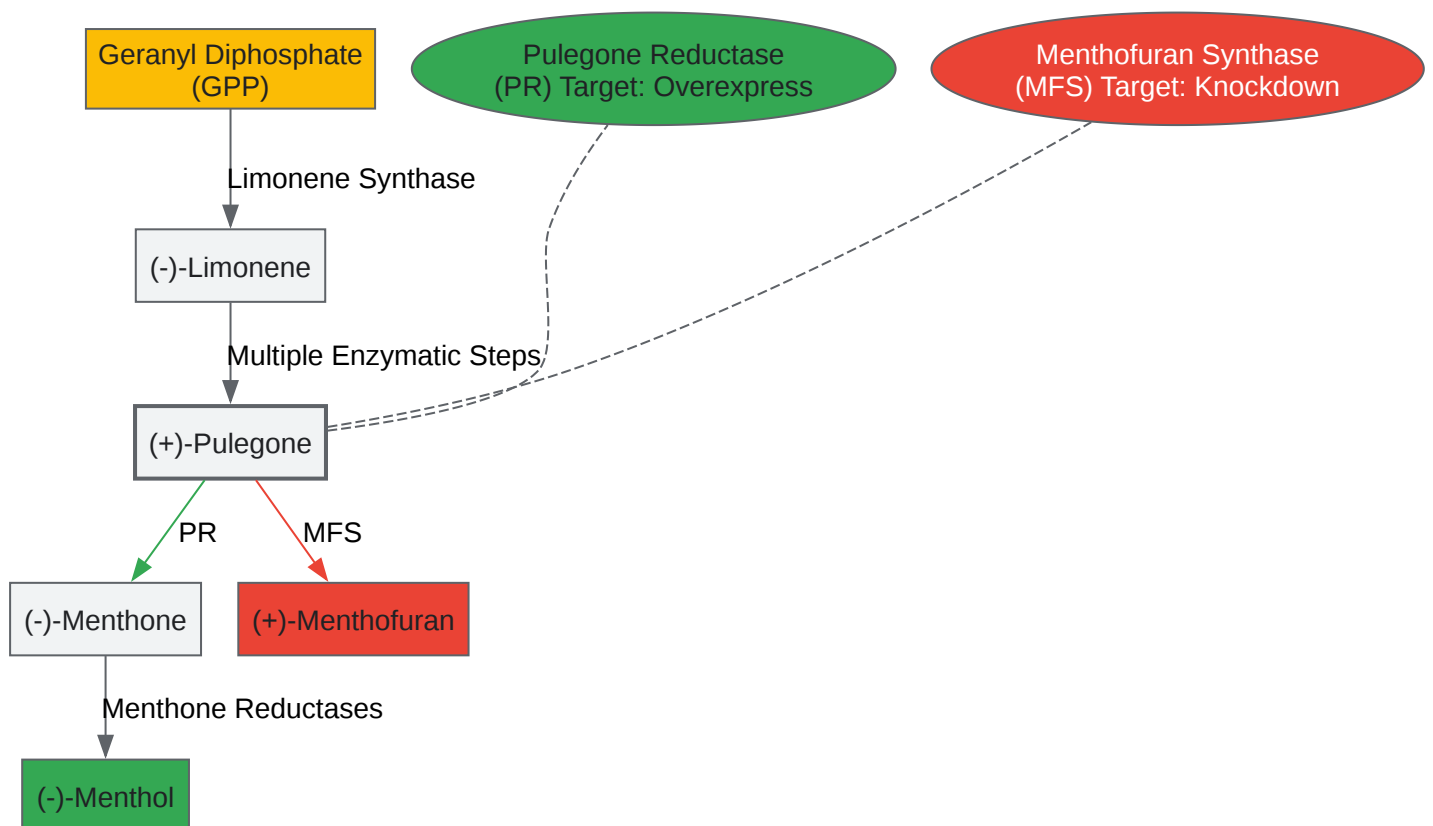 Geranyl Diphosphate
(GPP)
Pulegone Reductase
(PR) Target: Overexpress
Menthofuran Synthase
(MFS) Target: Knockdown
Limonene Synthase
(-)-Limonene
Multiple Enzymatic Steps
(+)-Pulegone
PR
MFS
(-)-Menthone
(+)-Menthofuran
Menthone Reductases
(-)-Menthol